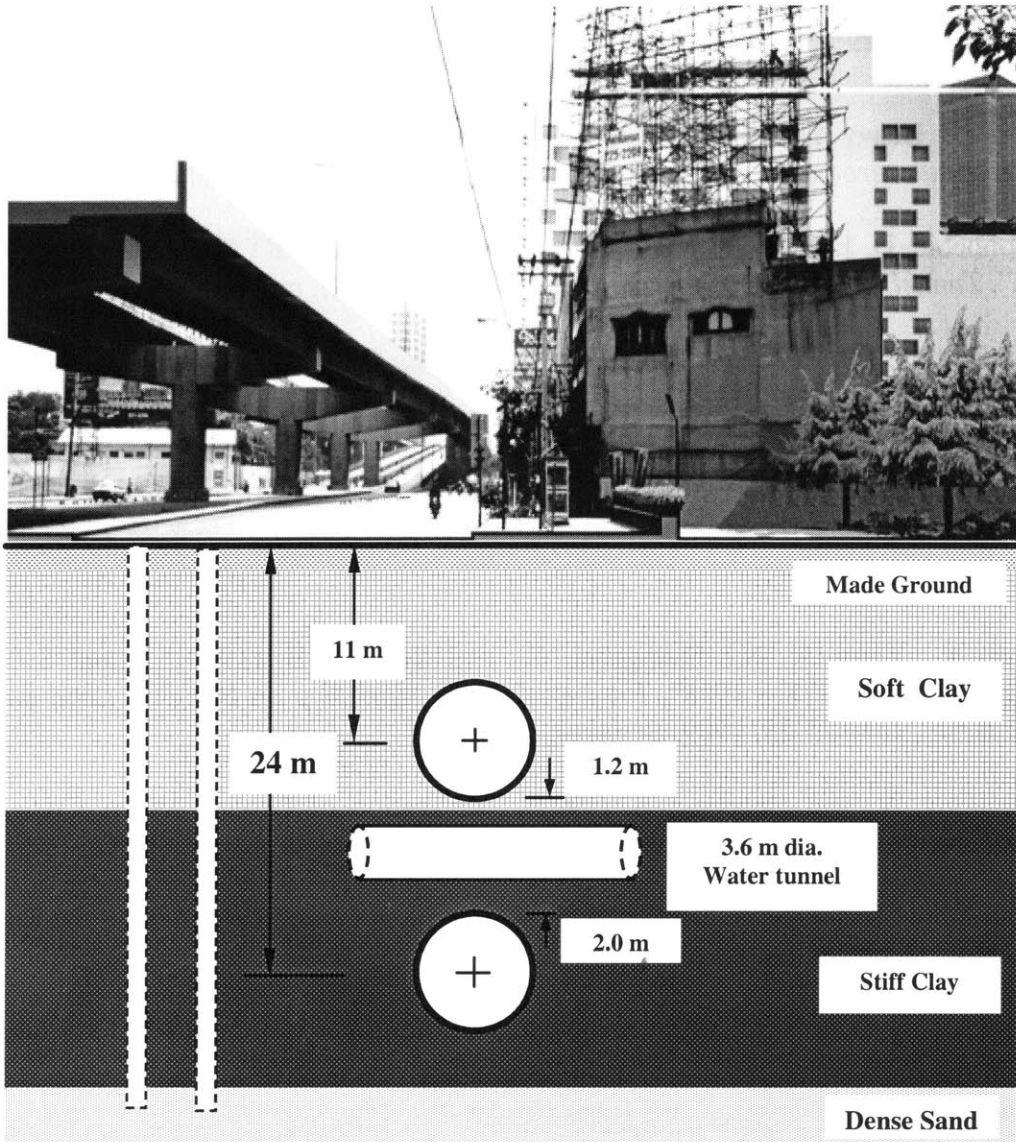 Made Ground
11 m
Soft Clay
24 m
1.2 m
3.6 m dia.
Water tunnel
2.0 m
Stiff Clay
Dense Sand